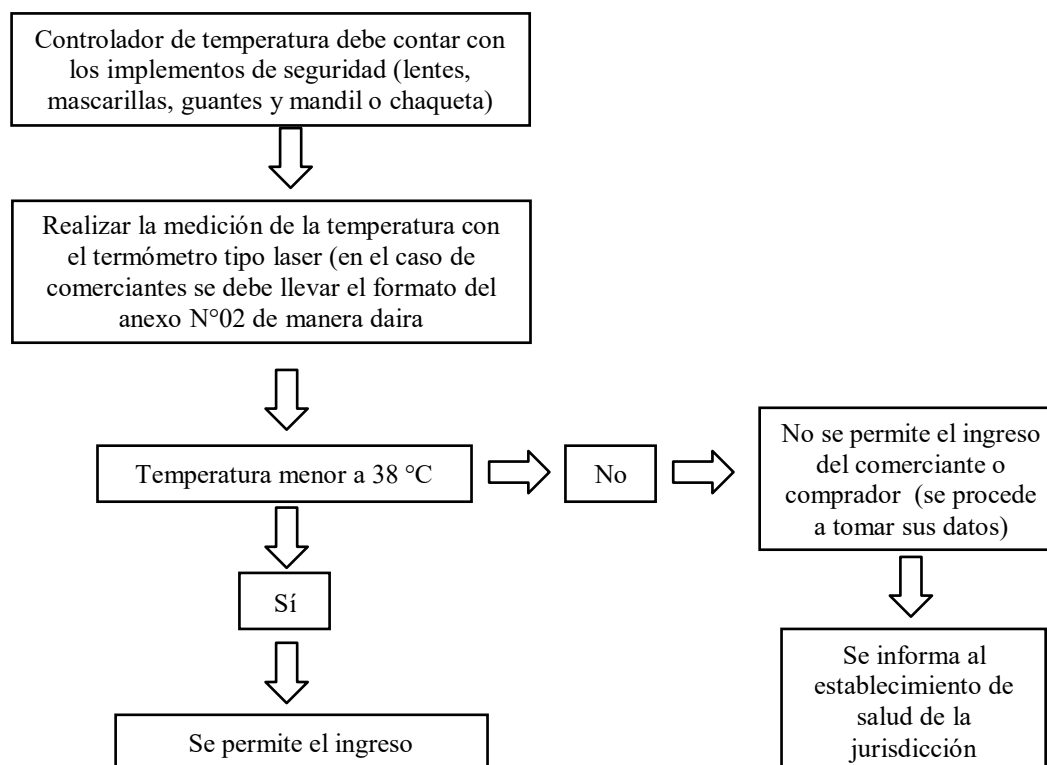 Controlador de temperatura debe contar con
los implementos de seguridad (lentes,
mascarillas, guantes y mandil o chaqueta)
Realizar la medición de la temperatura con
el termómetro tipo laser (en el caso de
comerciantes se debe llevar el formato del
anexo N°02 de manera daira
Temperatura menor a 38 °C
No
No se permite el ingreso
del comerciante o
comprador (se procede
a tomar sus datos)
Sí
Se permite el ingreso
Se informa al
establecimiento de
salud de la
jurisdicción